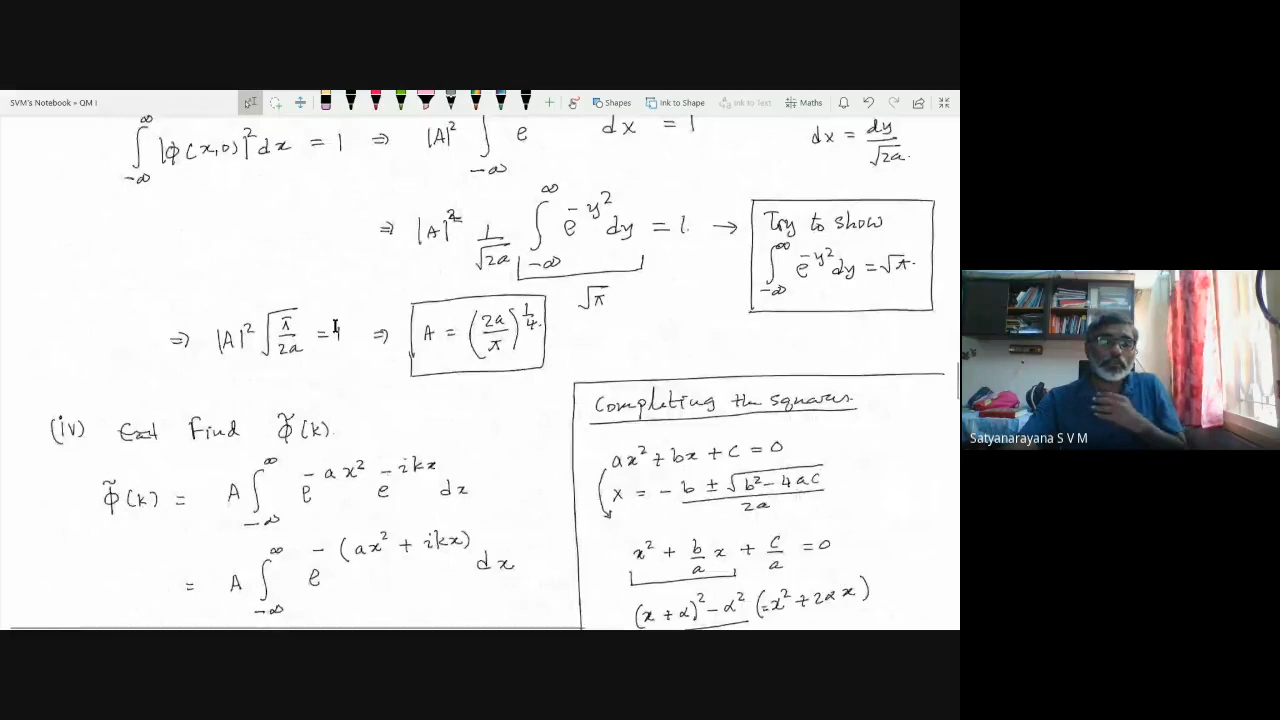 SVM's Notebook » QM I
Shapes
Ink to Shape
Ink to Text
Maths
∫_{-∞}^{∞} |ϕ(x,0)|² dx = 1 ⇒ |A|² ∫_{-∞} e dx = 1
dx = dy/√2a.
⇒ |A|² 1/√2a ∫_{-∞}^{∞} e^{-y²} dy = 1. →
√π
Try to show
∫_{-∞}^{∞} e^{-y²} dy = √π.
⇒ |A|² √(π/2a) = 1 ⇒ A = (2a/π)^{1/4}.
(iv) Find ϕ̃(k).
ϕ̃(k) = A ∫_{-∞}^{∞} e^{-ax²} e^{-ikx} dx
= A ∫_{-∞}^{∞} e^{-(ax² + ikx)} dx
Completing the squares.
ax² + bx + c = 0
x = -b ± √(b² - 4ac) / 2a
x² + b/a x + c/a = 0
(x + α)² - α² (= x² + 2αx)
Satyanarayana S V M